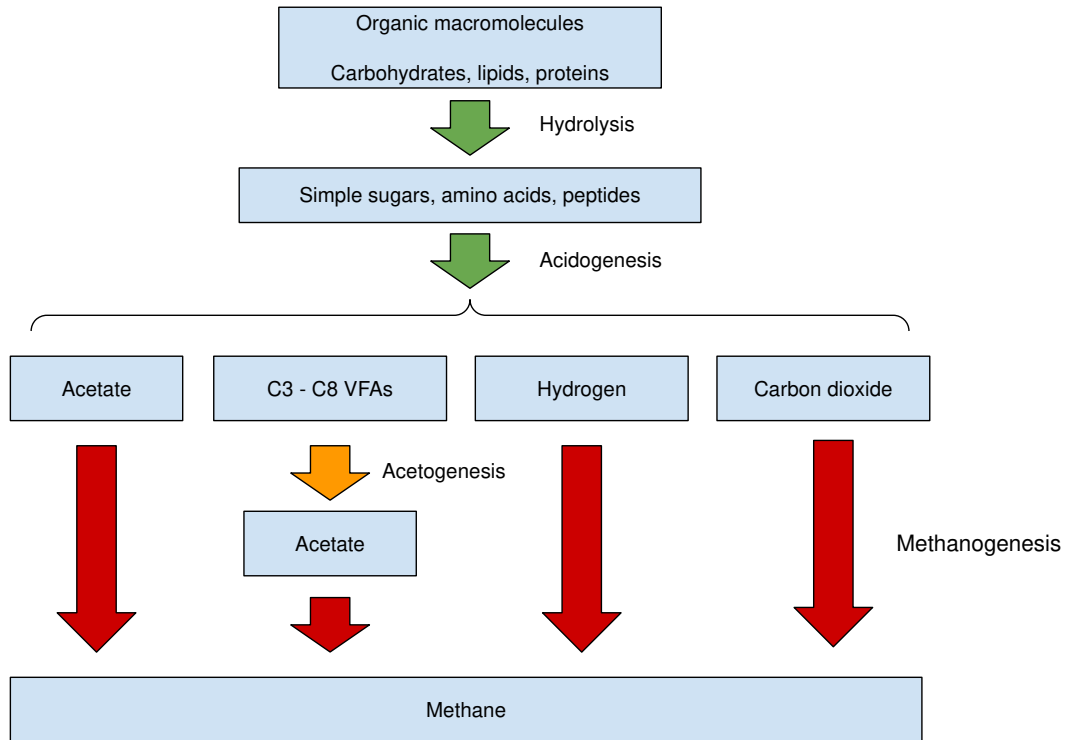 Organic macromolecules
Carbohydrates, lipids, proteins
Hydrolysis
Simple sugars, amino acids, peptides
Acidogenesis
Acetate
C3 - C8 VFAs
Hydrogen
Carbon dioxide
Acetogenesis
Acetate
Methanogenesis
Methane